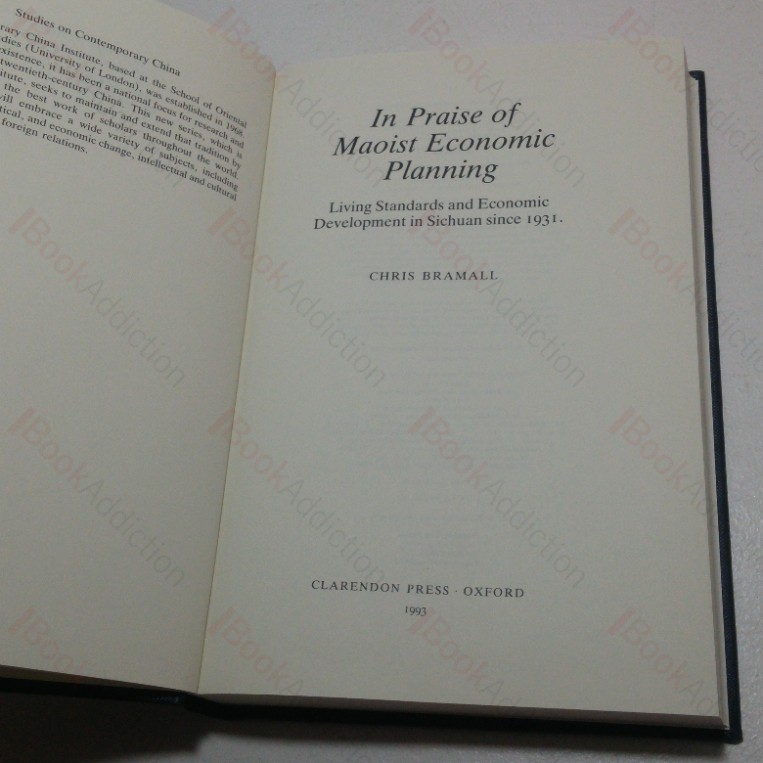 Studies on Contemporary China
rary China Institute, based at the School of Oriental
dies (University of London), was established in 1968.
existence, it has been a national focus for research and
twentieth-century China. This new series, which is
itute, seeks to maintain and extend that tradition by
the best work of scholars throughout the world.
will embrace a wide variety of subjects, including
tical, and economic change, intellectual and cultural
foreign relations.
In Praise of
Maoist Economic
Planning
Living Standards and Economic
Development in Sichuan since 1931.
CHRIS BRAMALL
CLARENDON PRESS · OXFORD
1993
BookAddiction